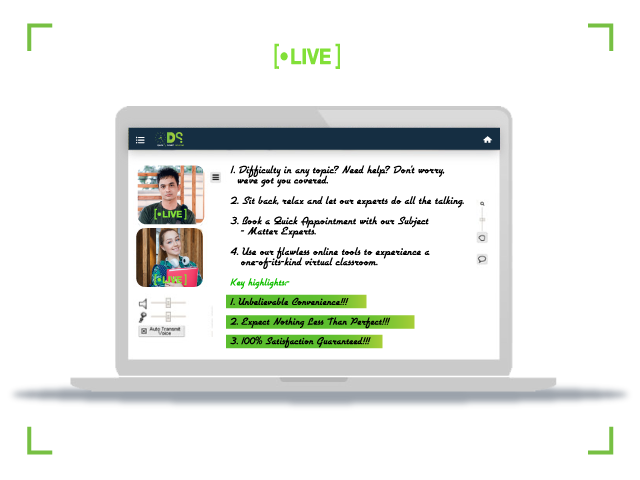 [•LIVE]
DS
1. Difficulty in any topic? Need help? Don't worry,
weve got you covered.
2. Sit back, relax and let our experts do all the talking.
3. Book a Quick Appointment with our Subject
- Matter Experts.
4. Use our flawless online tools to experience a
one-of-its-kind virtual classroom.
[•LIVE]
[•LIVE]
Key highlights:-
1. Unbelievable Convenience!!!
2. Expect Nothing Less Than Perfect!!!
3. 100% Satisfaction Guaranteed!!!
Auto Transmit
Voice